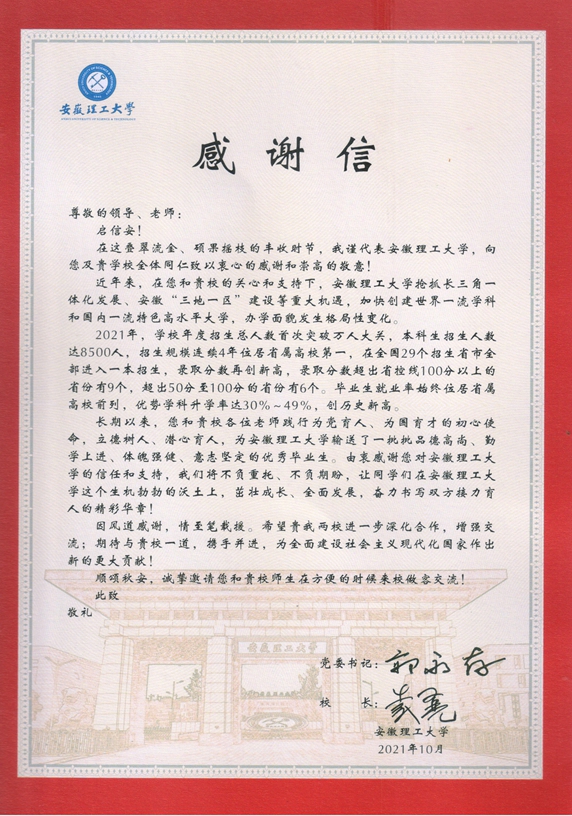 安徽理工大学
ANHUI UNIVERSITY OF SCIENCE & TECHNOLOGY
感谢信
尊敬的领导、老师：
启信安！
在这叠翠流金、硕果摇枝的丰收时节，我谨代表安徽理工大学，向
您及贵学校全体同仁致以衷心的感谢和崇高的敬意！
近年来，在您和贵校的关心和支持下，安徽理工大学抢抓长三角一
体化发展、安徽“三地一区”建设等重大机遇，加快创建世界一流学科
和国内一流特色高水平大学，办学面貌发生格局性变化。
2021年，学校年度招生总人数首次突破万人大关，本科生招生人数
达8500人，招生规模连续4年位居省属高校第一，在全国29个招生省市全
部进入一本招生，录取分数再创新高，录取分数超出省控线100分以上的
省份有9个，超出50分至100分的省份有6个。毕业生就业率始终位居省属
高校前列，优势学科升学率达30%~49%，创历史新高。
长期以来，您和贵校各位老师践行为党育人、为国育才的初心使
命，立德树人、潜心育人，为安徽理工大学输送了一批批品德高尚、勤
学上进、体魄强健、意志坚定的优秀毕业生。由衷感谢您对安徽理工大
学的信任和支持，我们将不负重托、不负期盼，让同学们在安徽理工大
学这个生机勃勃的沃土上，茁壮成长、全面发展，奋力书写双方接力育
人的精彩华章！
因风道感谢，情至笔载援。希望贵我两校进一步深化合作，增强交
流；期待与贵校一道，携手并进，为全面建设社会主义现代化国家作出
新的更大贡献！
顺颂秋安，诚挚邀请您和贵校师生在方便的时候来校做客交流！
此致
敬礼
安徽理工大学
党委书记：郭永存
校 长：袁亮
安徽理工大学
2021年10月